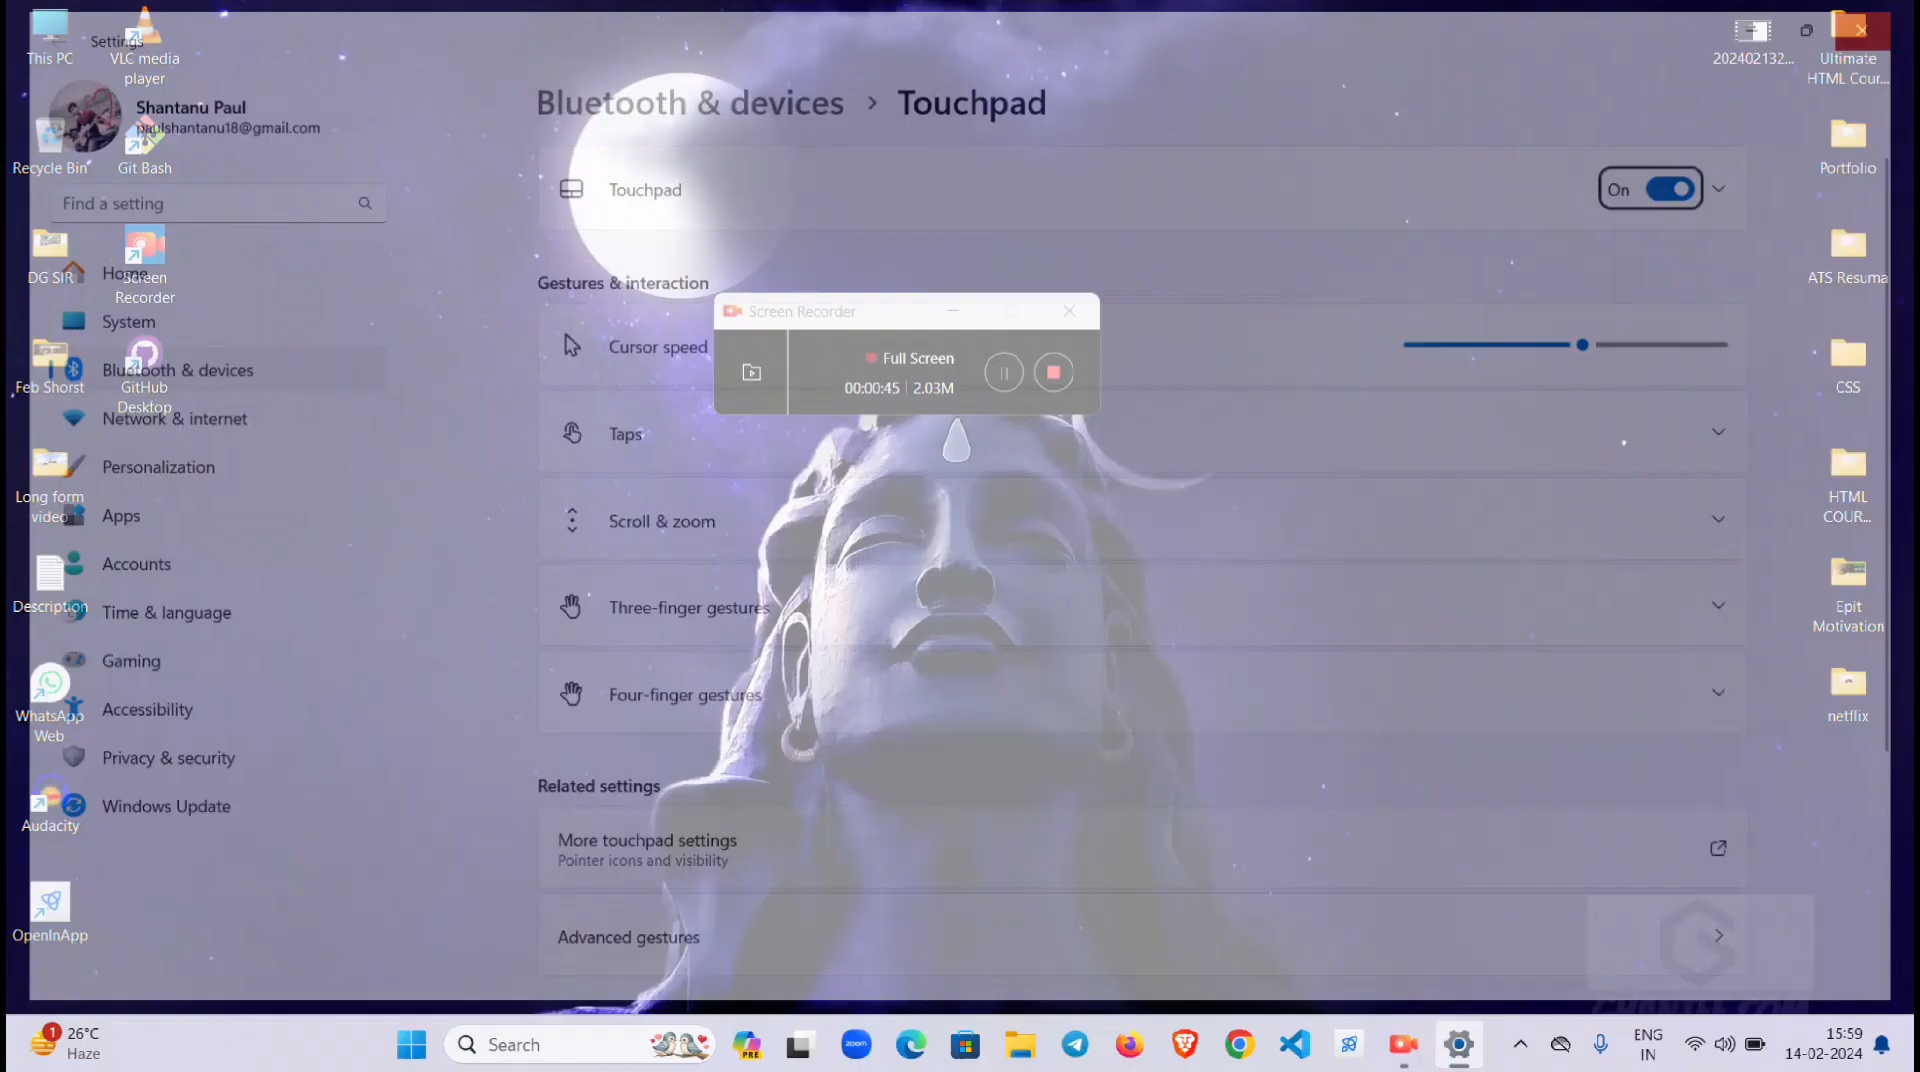 Settings
This PC
VLC media
player
Shantanu Paul
paulshantanu18@gmail.com
Recycle Bin
Git Bash
Find a setting
DG SIR
Home
Screen
Recorder
System
Feb Shorst
Bluetooth & devices
GitHub
Desktop
Network & internet
Personalization
Long form
video
Apps
Accounts
Description
Time & language
Gaming
WhatsApp
Web
Accessibility
Privacy & security
Windows Update
Audacity
OpenInApp
Bluetooth & devices > Touchpad
Touchpad
On
Gestures & interaction
Screen Recorder
Cursor speed
Full Screen
00:00:45 | 2.03M
Taps
Scroll & zoom
Three-finger gestures
Four-finger gestures
Related settings
More touchpad settings
Pointer icons and visibility
Advanced gestures
202402132...
Ultimate
HTML Cour...
Portfolio
ATS Resuma
CSS
HTML
COUR...
Epit
Motivation
netflix
1
26°C
Haze
Search
PRE
zoom
ENG
IN
15:59
14-02-2024